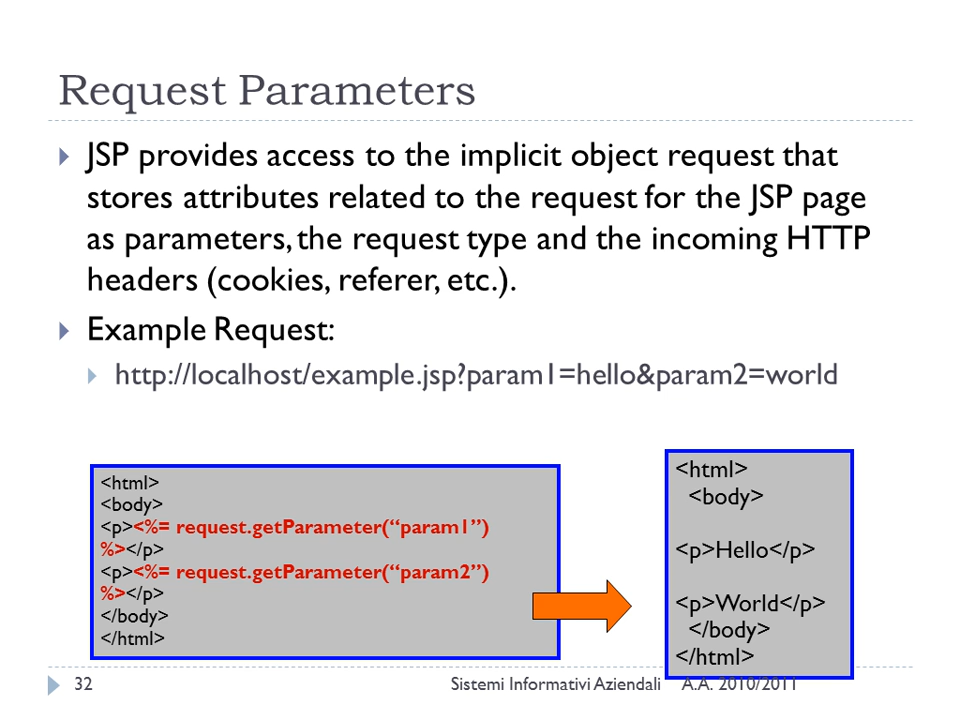 Request Parameters
JSP provides access to the implicit object request that
stores attributes related to the request for the JSP page
as parameters, the request type and the incoming HTTP
headers (cookies, referer, etc.).
Example Request:
http://localhost/example.jsp?param1=hello&param2=world
<html>
<body>
<p><%= request.getParameter(“param1”)
%></p>
<p><%= request.getParameter(“param2”)
%></p>
</body>
</html>
<html>
<body>
<p>Hello</p>
<p>World</p>
</body>
</html>
32
Sistemi Informativi Aziendali A.A. 2010/2011